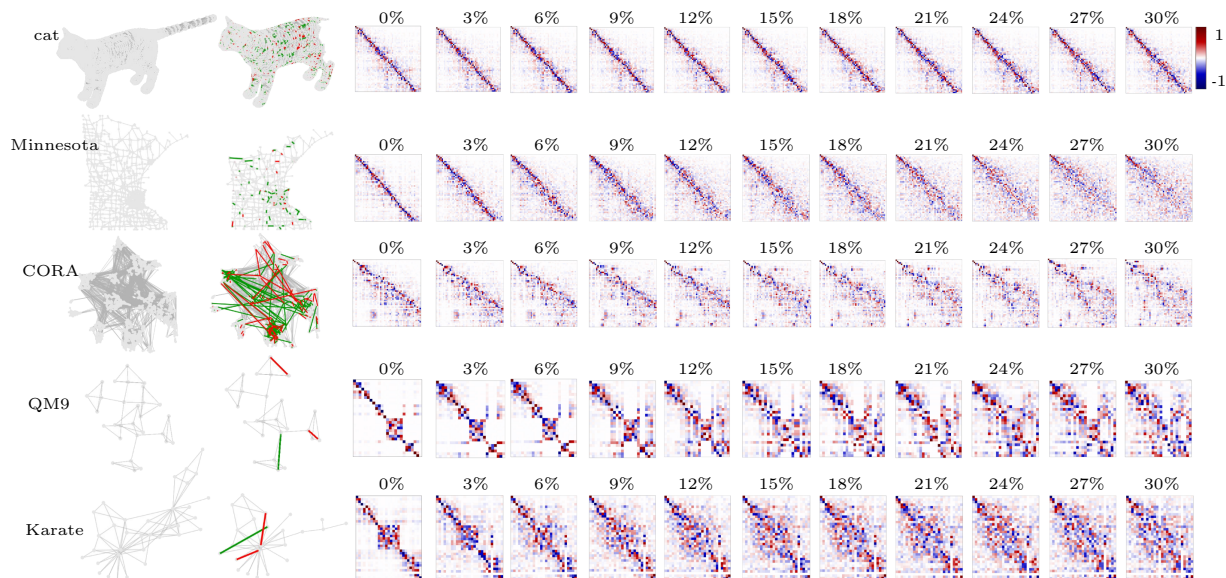 cat
0% 3% 6% 9% 12% 15% 18% 21% 24% 27% 30%
1
-1
Minnesota
0% 3% 6% 9% 12% 15% 18% 21% 24% 27% 30%
CORA
0% 3% 6% 9% 12% 15% 18% 21% 24% 27% 30%
QM9
0% 3% 6% 9% 12% 15% 18% 21% 24% 27% 30%
Karate
0% 3% 6% 9% 12% 15% 18% 21% 24% 27% 30%